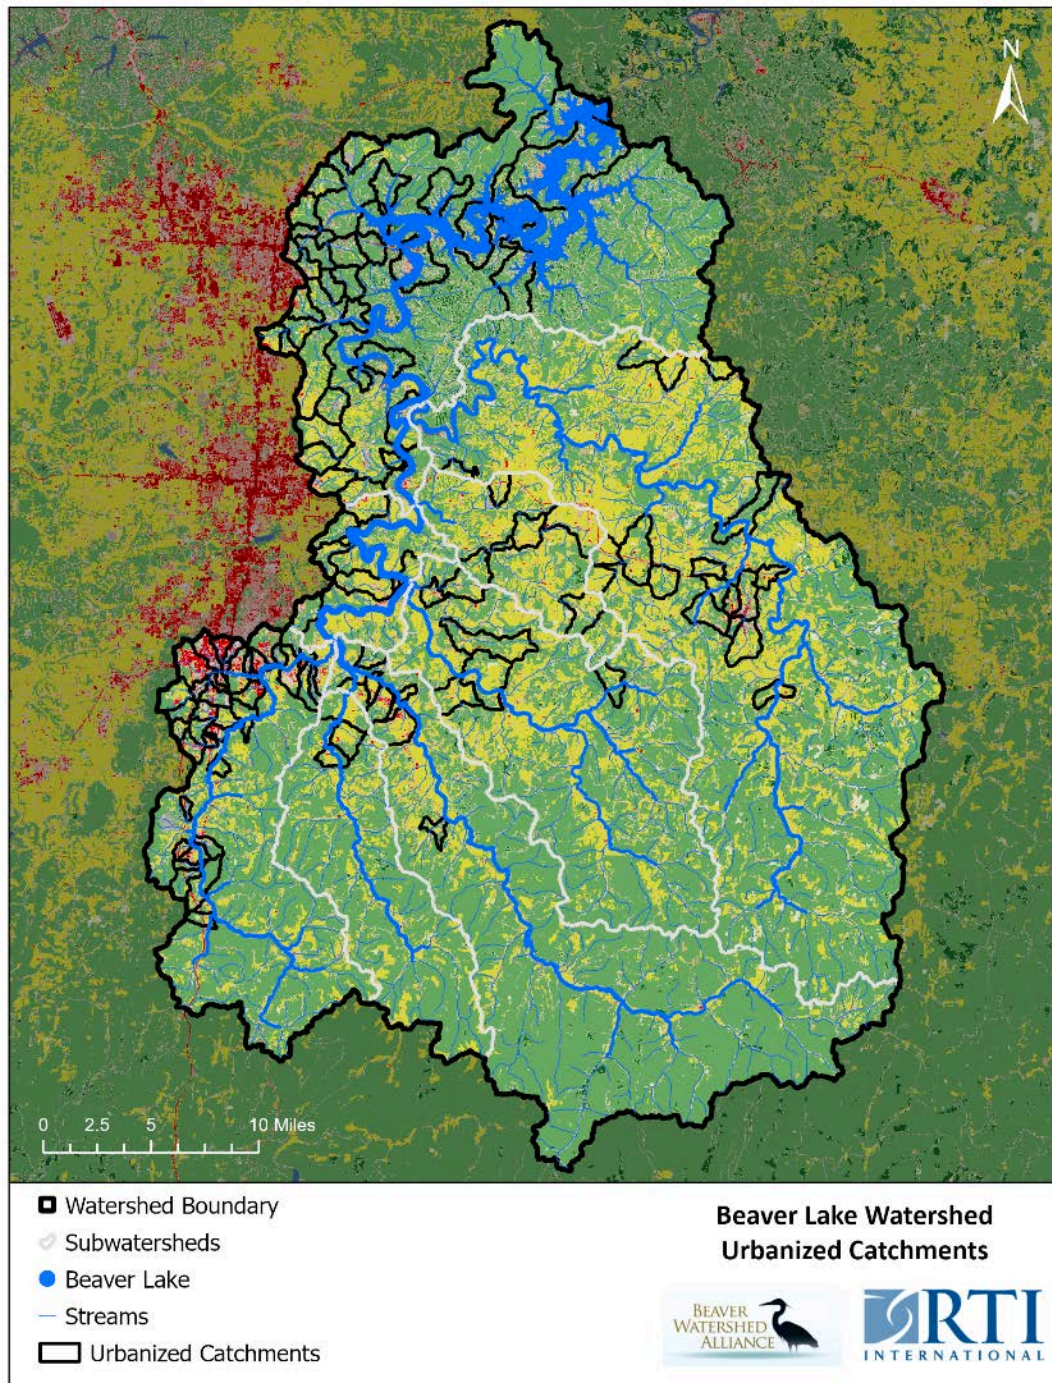 N
0 2.5 5 10 Miles
Watershed Boundary
Subwatersheds
Beaver Lake
Streams
Urbanized Catchments
Beaver Lake Watershed
Urbanized Catchments
BEAVER
WATERSHED
ALLIANCE
RTI
INTERNATIONAL